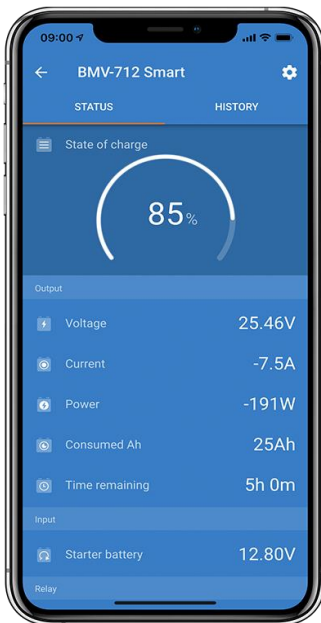 09:00
BMV-712 Smart
STATUS HISTORY
State of charge
85%
Output
Voltage 25.46V
Current -7.5A
Power -191W
Consumed Ah 25Ah
Time remaining 5h 0m
Input
Starter battery 12.80V
Relay